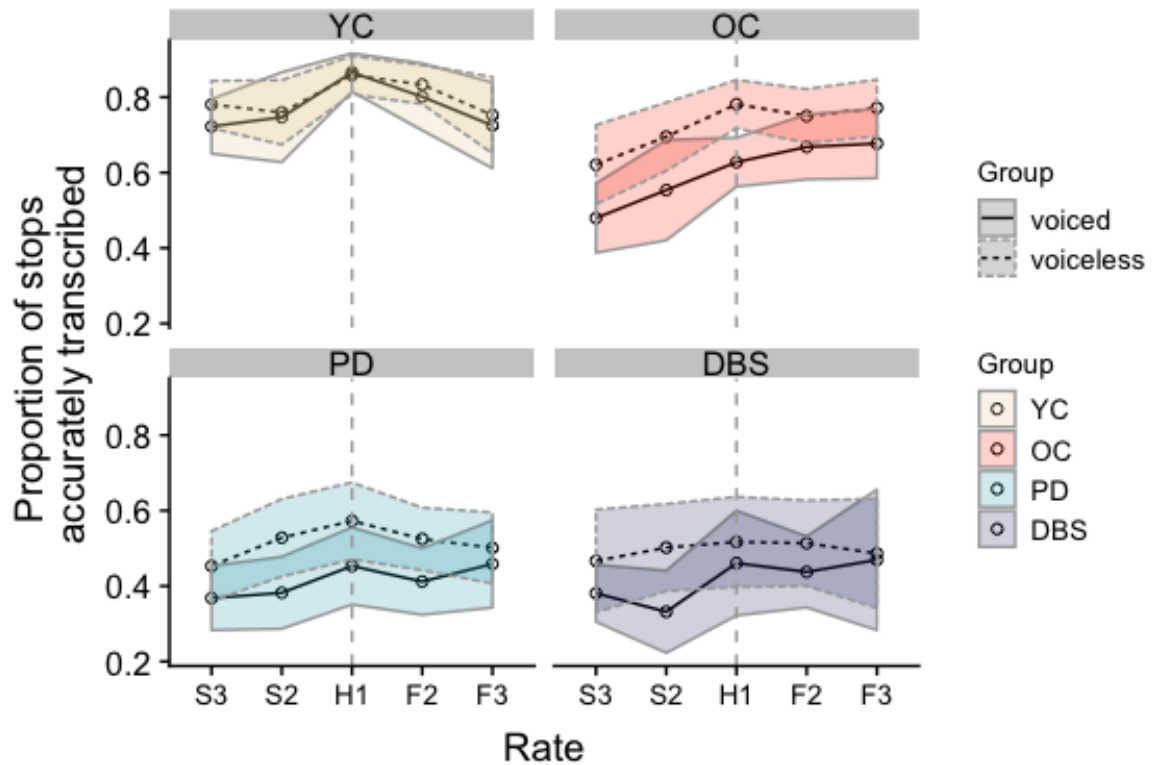 YC
OC
0.8
0.6
0.4
0.2
PD
DBS
0.8
0.6
0.4
0.2
S3 S2 H1 F2 F3
S3 S2 H1 F2 F3
Rate
Proportion of stops
accurately transcribed
Group
voiced
voiceless
Group
YC
OC
PD
DBS